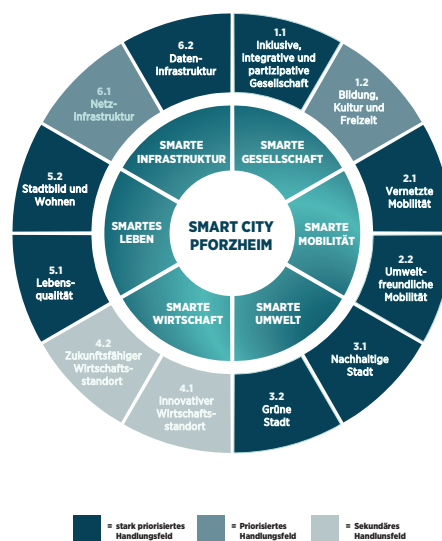 SMART CITY
PFORZHEIM
SMARTE
GESELLSCHAFT
SMARTE
MOBILITÄT
SMARTE
UMWELT
SMARTE
WIRTSCHAFT
SMARTES
LEBEN
SMARTE
INFRASTRUKTUR
1.1
Inklusive,
integrative und
partizipative
Gesellschaft
1.2
Bildung,
Kultur und
Freizeit
2.1
Vernetzte
Mobilität
2.2
Umwelt-
freundliche
Mobilität
3.1
Nachhaltige
Stadt
3.2
Grüne
Stadt
4.1
Innovativer
Wirtschafts-
standort
4.2
Zukunftsfähiger
Wirtschafts-
standort
5.1
Lebens-
qualität
5.2
Stadtbild und
Wohnen
6.1
Netz-
Infrastruktur
6.2
Daten-
Infrastruktur
= stark priorisiertes
Handlungsfeld
= Priorisiertes
Handlungsfeld
= Sekundäres
Handlunsfeld